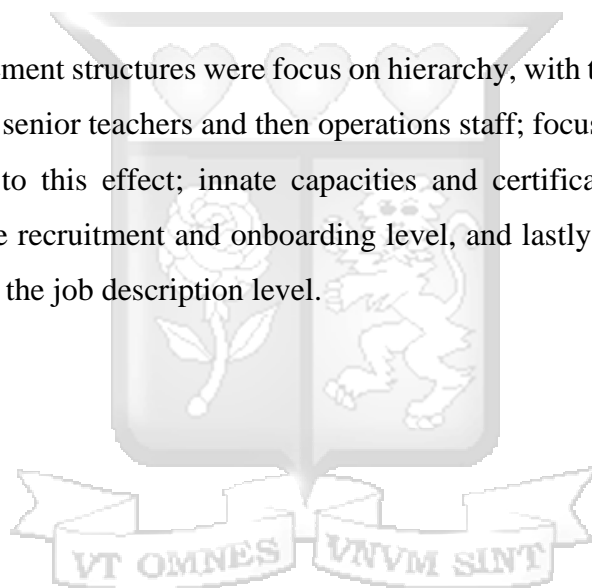 ement structures were focus on hierarchy, with t
senior teachers and then operations staff; focus
to this effect; innate capacities and certifica
e recruitment and onboarding level, and lastly
the job description level.
VT OMNES VNVM SINT